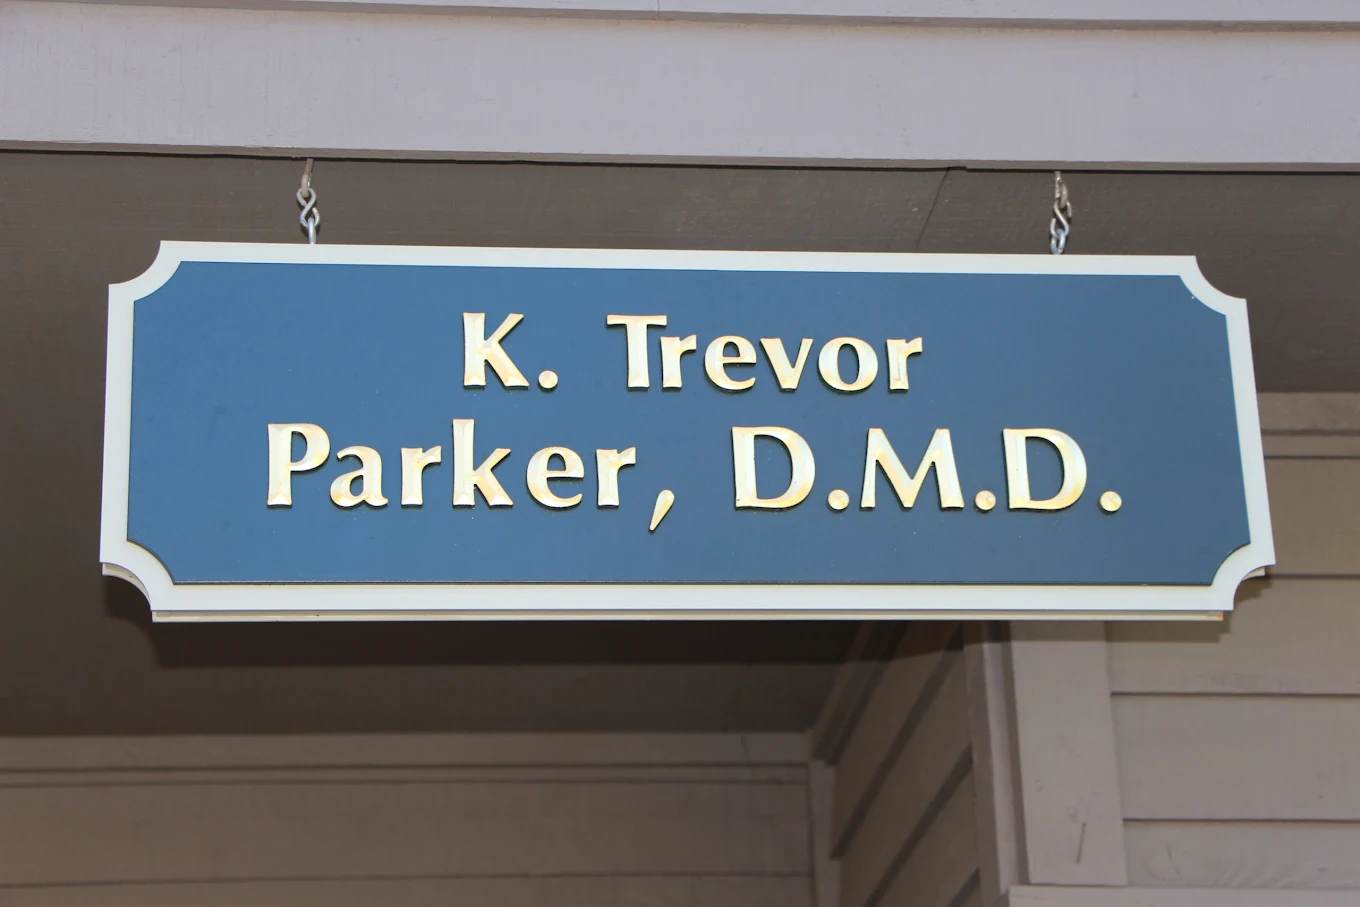 K. Trevor
Parker, D.M.D.